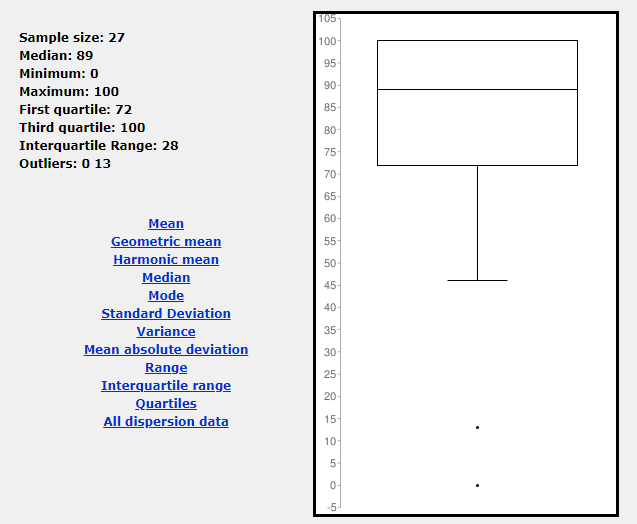 Sample size: 27
Median: 89
Minimum: 0
Maximum: 100
First quartile: 72
Third quartile: 100
Interquartile Range: 28
Outliers: 0 13
Mean
Geometric mean
Harmonic mean
Median
Mode
Standard Deviation
Variance
Mean absolute deviation
Range
Interquartile range
Quartiles
All dispersion data
105
100
95
90
85
80
75
70
65
60
55
50
45
40
35
30
25
20
15
10
5
0
-5